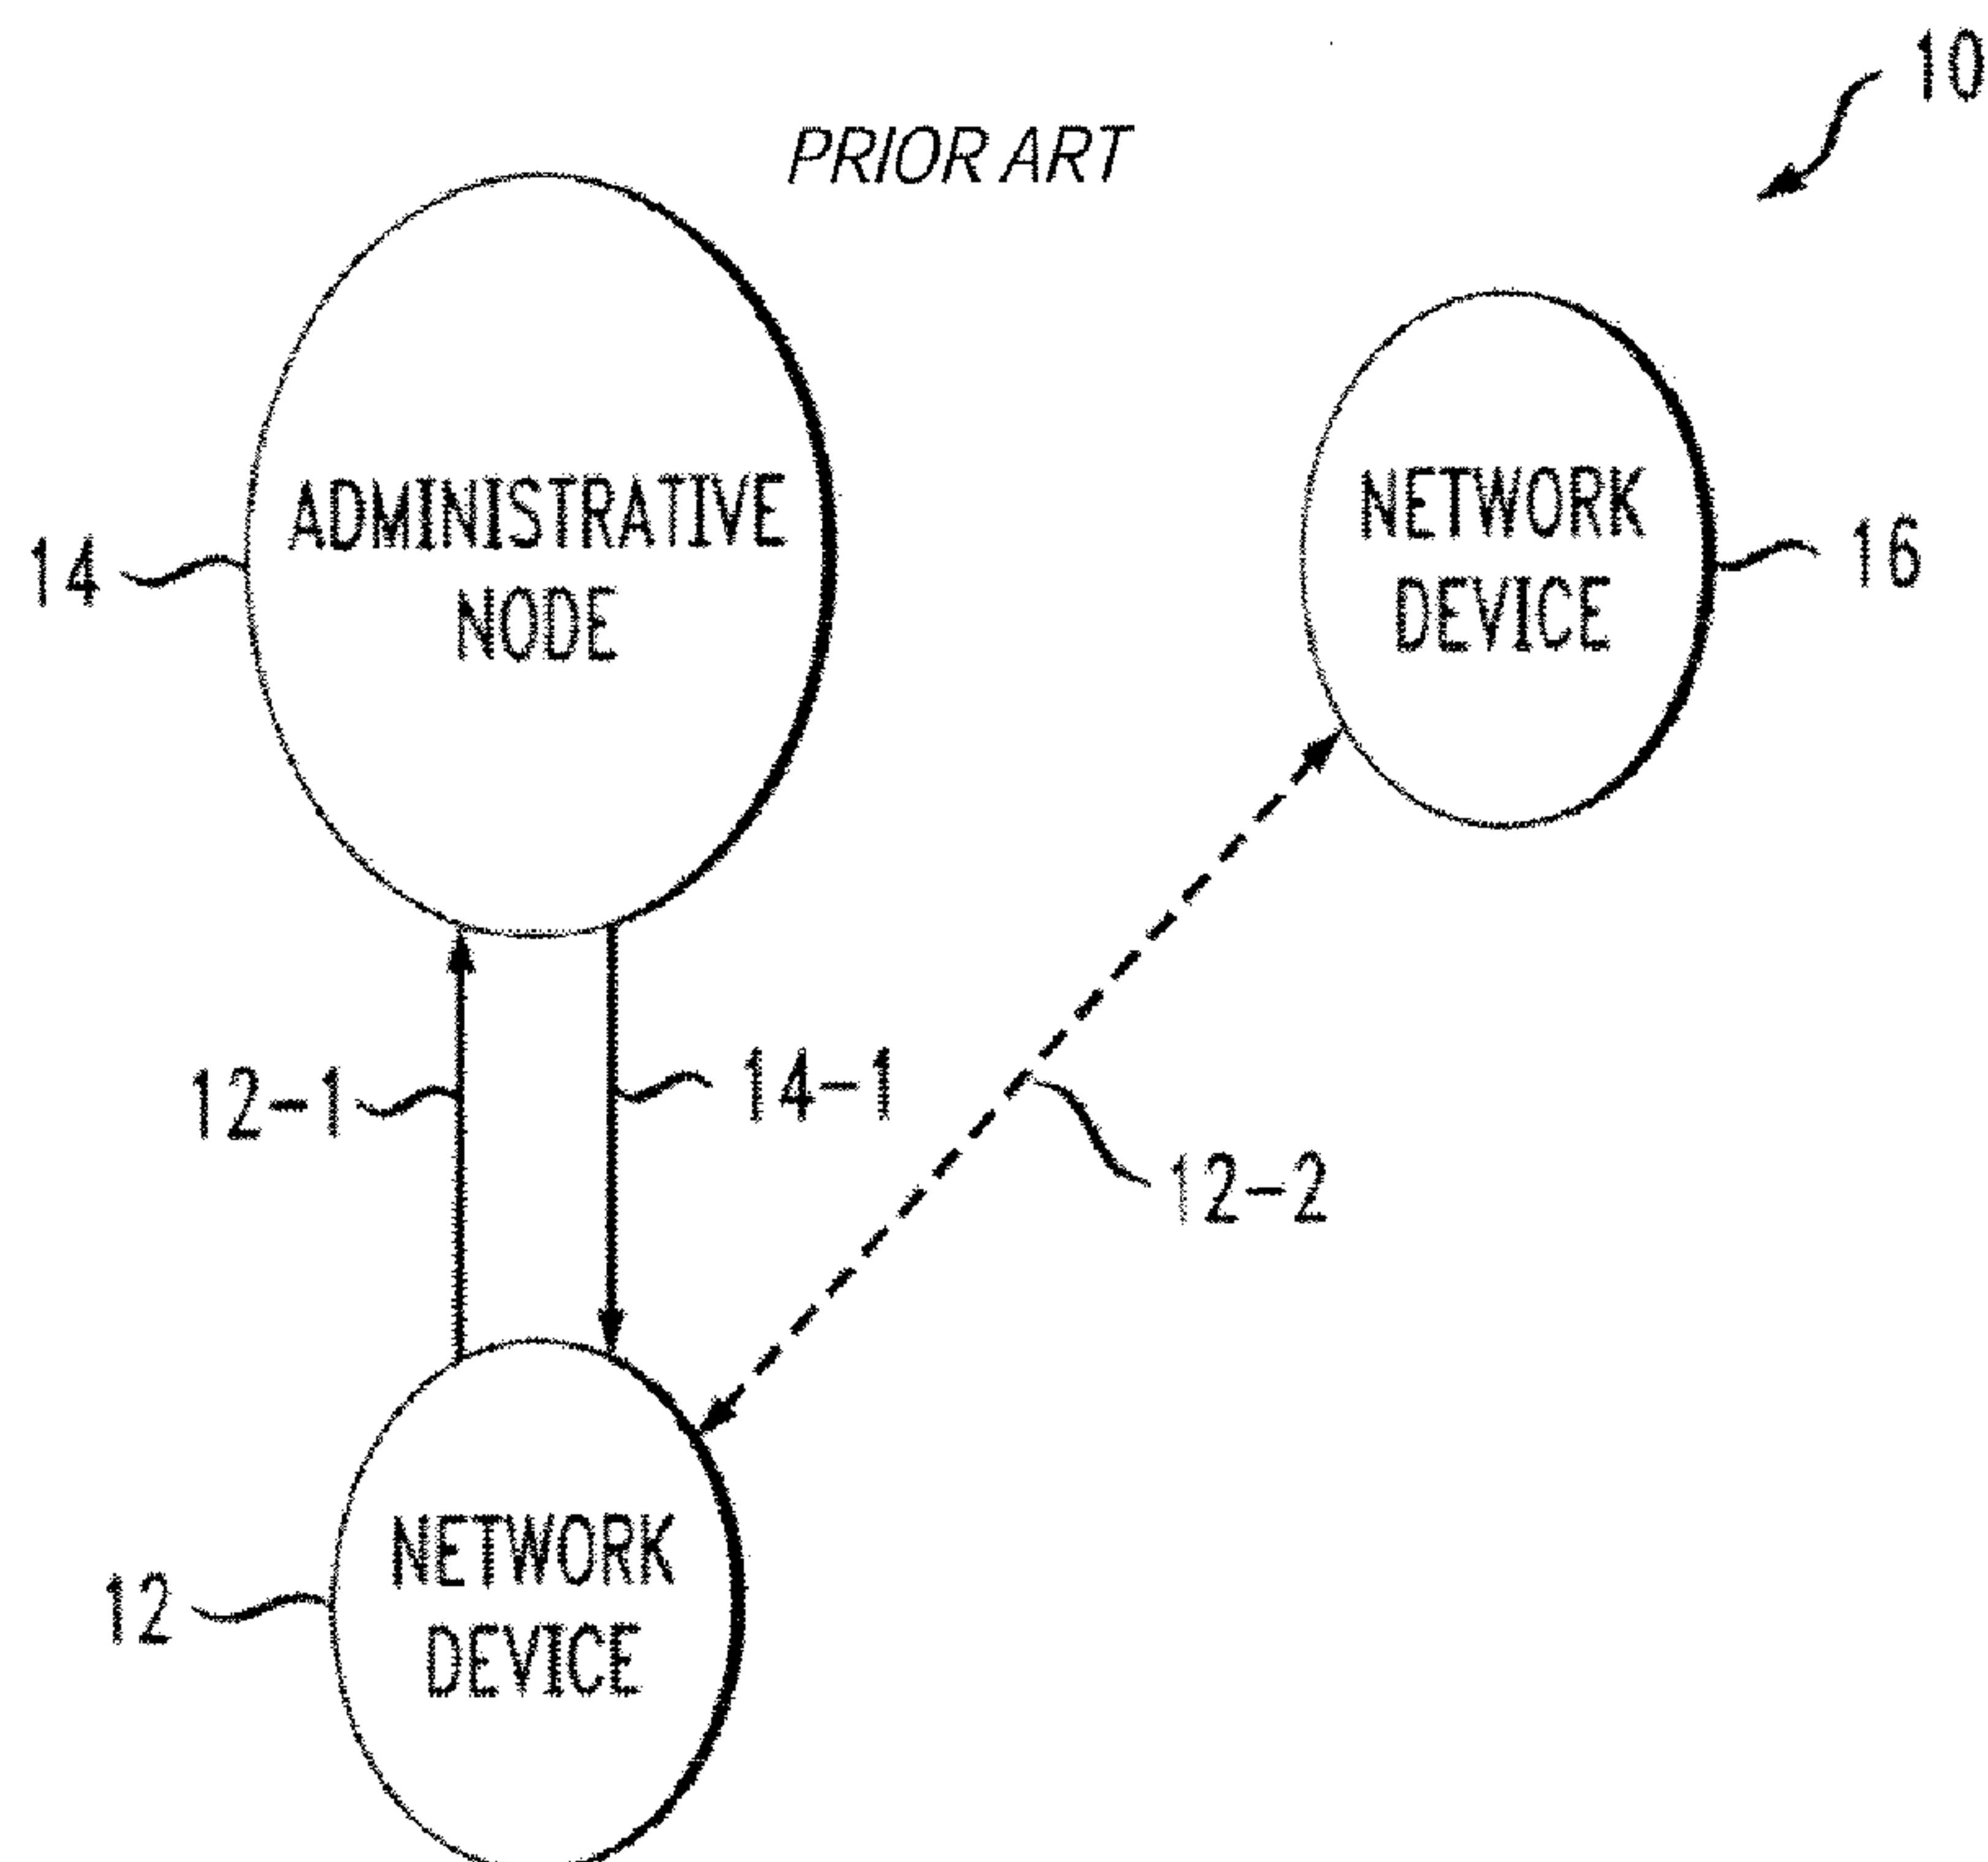 10
PRIOR ART
ADMINISTRATIVE
NODE
14
NETWORK
DEVICE
16
12-1
14-1
12-2
NETWORK
DEVICE
12